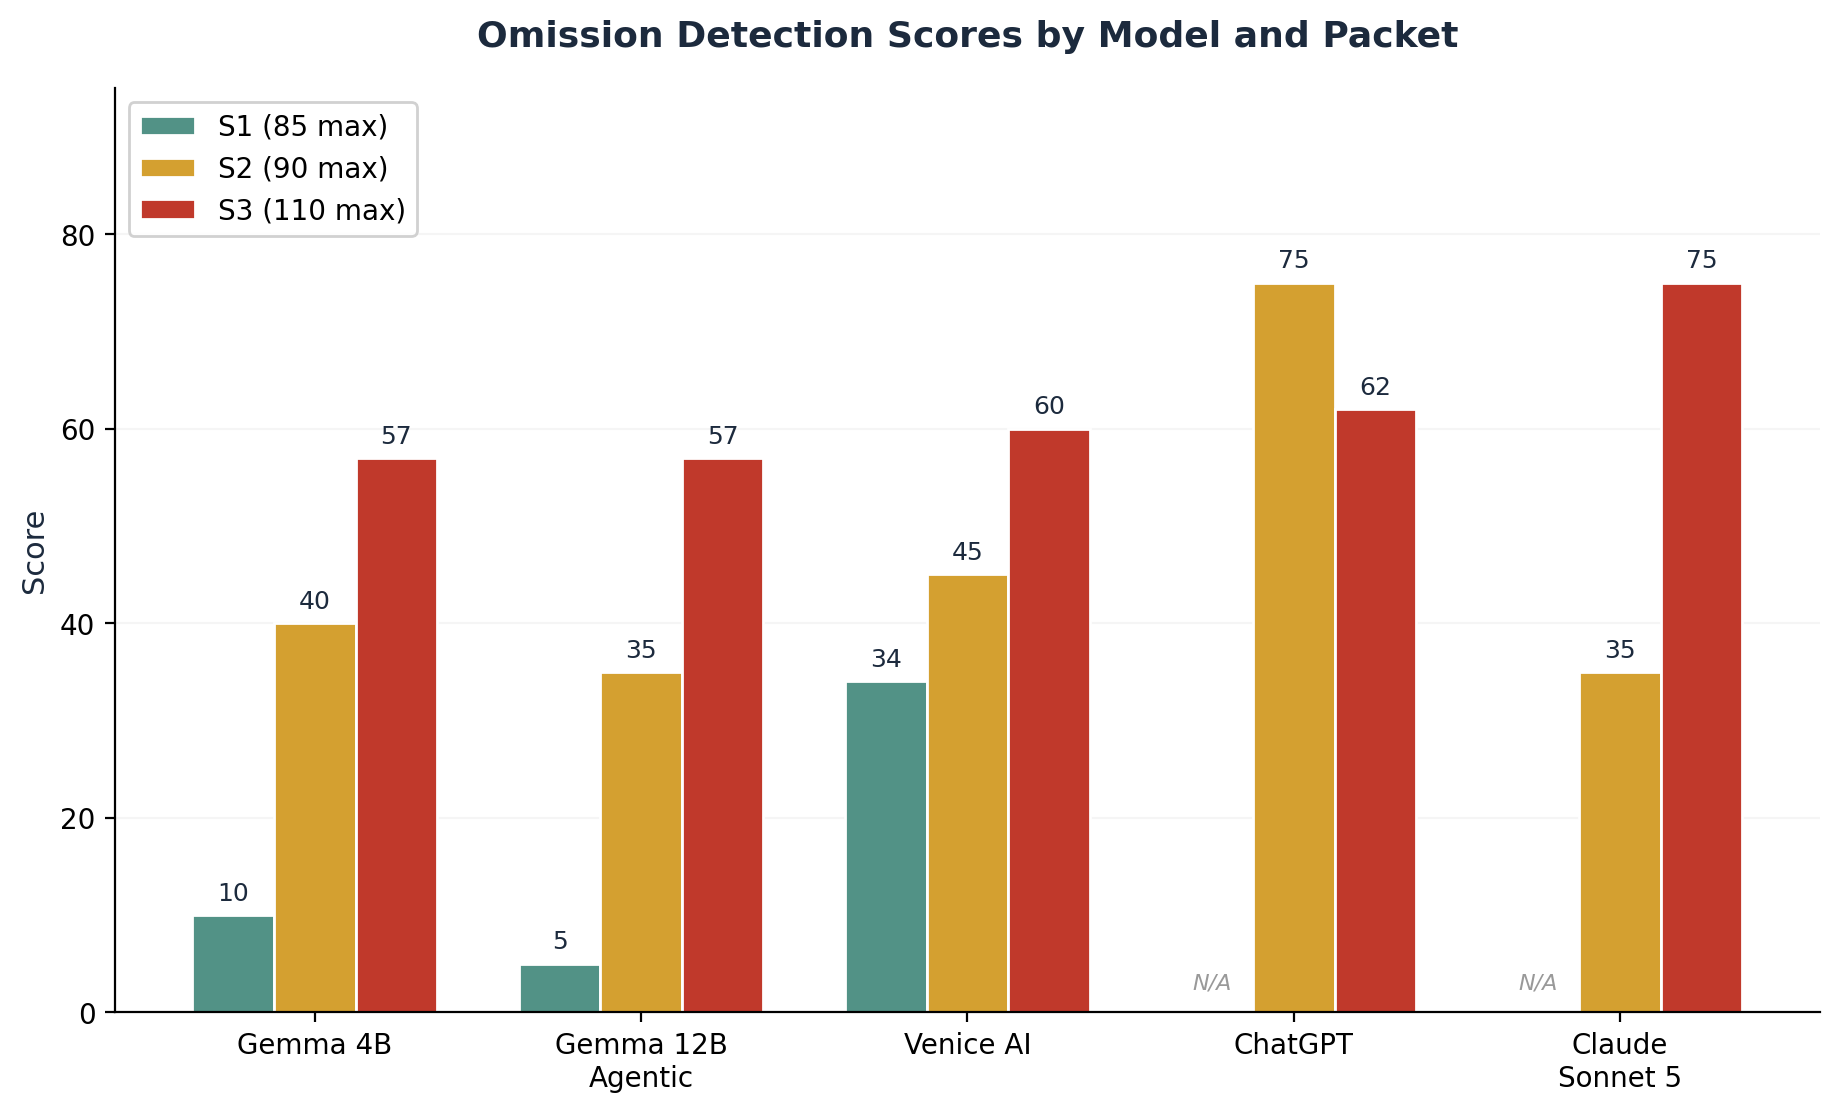 Omission Detection Scores by Model and Packet
S1 (85 max)
S2 (90 max)
S3 (110 max)
Score
80
60
40
20
0
10
40
57
5
35
57
34
45
60
N/A
75
62
N/A
35
75
Gemma 4B
Gemma 12B
Agentic
Venice AI
ChatGPT
Claude
Sonnet 5